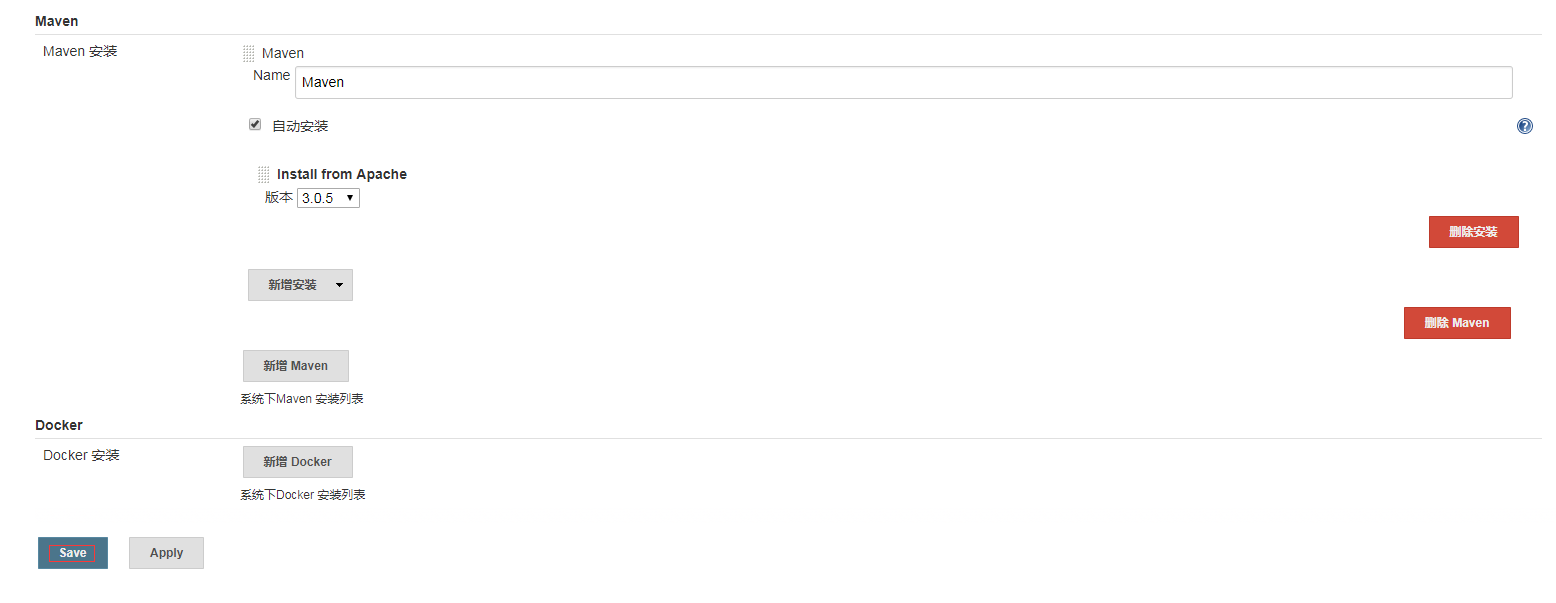 Maven
Maven 安装
Maven
Name Maven
自动安装
Install from Apache
版本 3.0.5
删除安装
新增安装
删除 Maven
新增 Maven
系统下Maven 安装列表
Docker
Docker 安装
新增 Docker
系统下Docker 安装列表
Save Apply